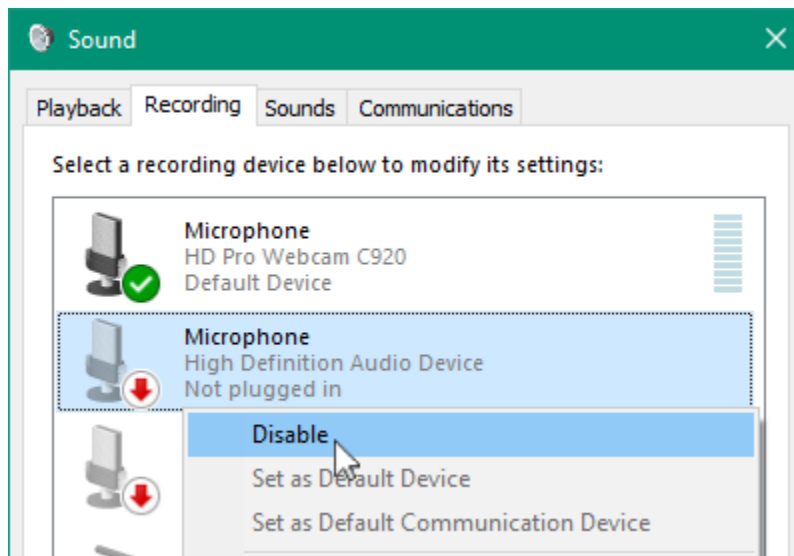 Sound
Playback Recording Sounds Communications
Select a recording device below to modify its settings:
Microphone
HD Pro Webcam C920
Default Device
Microphone
High Definition Audio Device
Not plugged in
Disable
Set as Default Device
Set as Default Communication Device